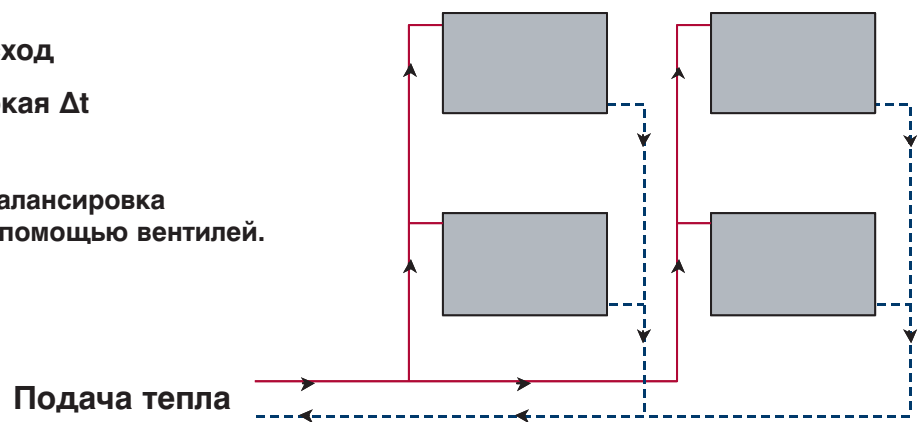 ход
кая Δt
алансировка
помощью вентилей.
Подача тепла